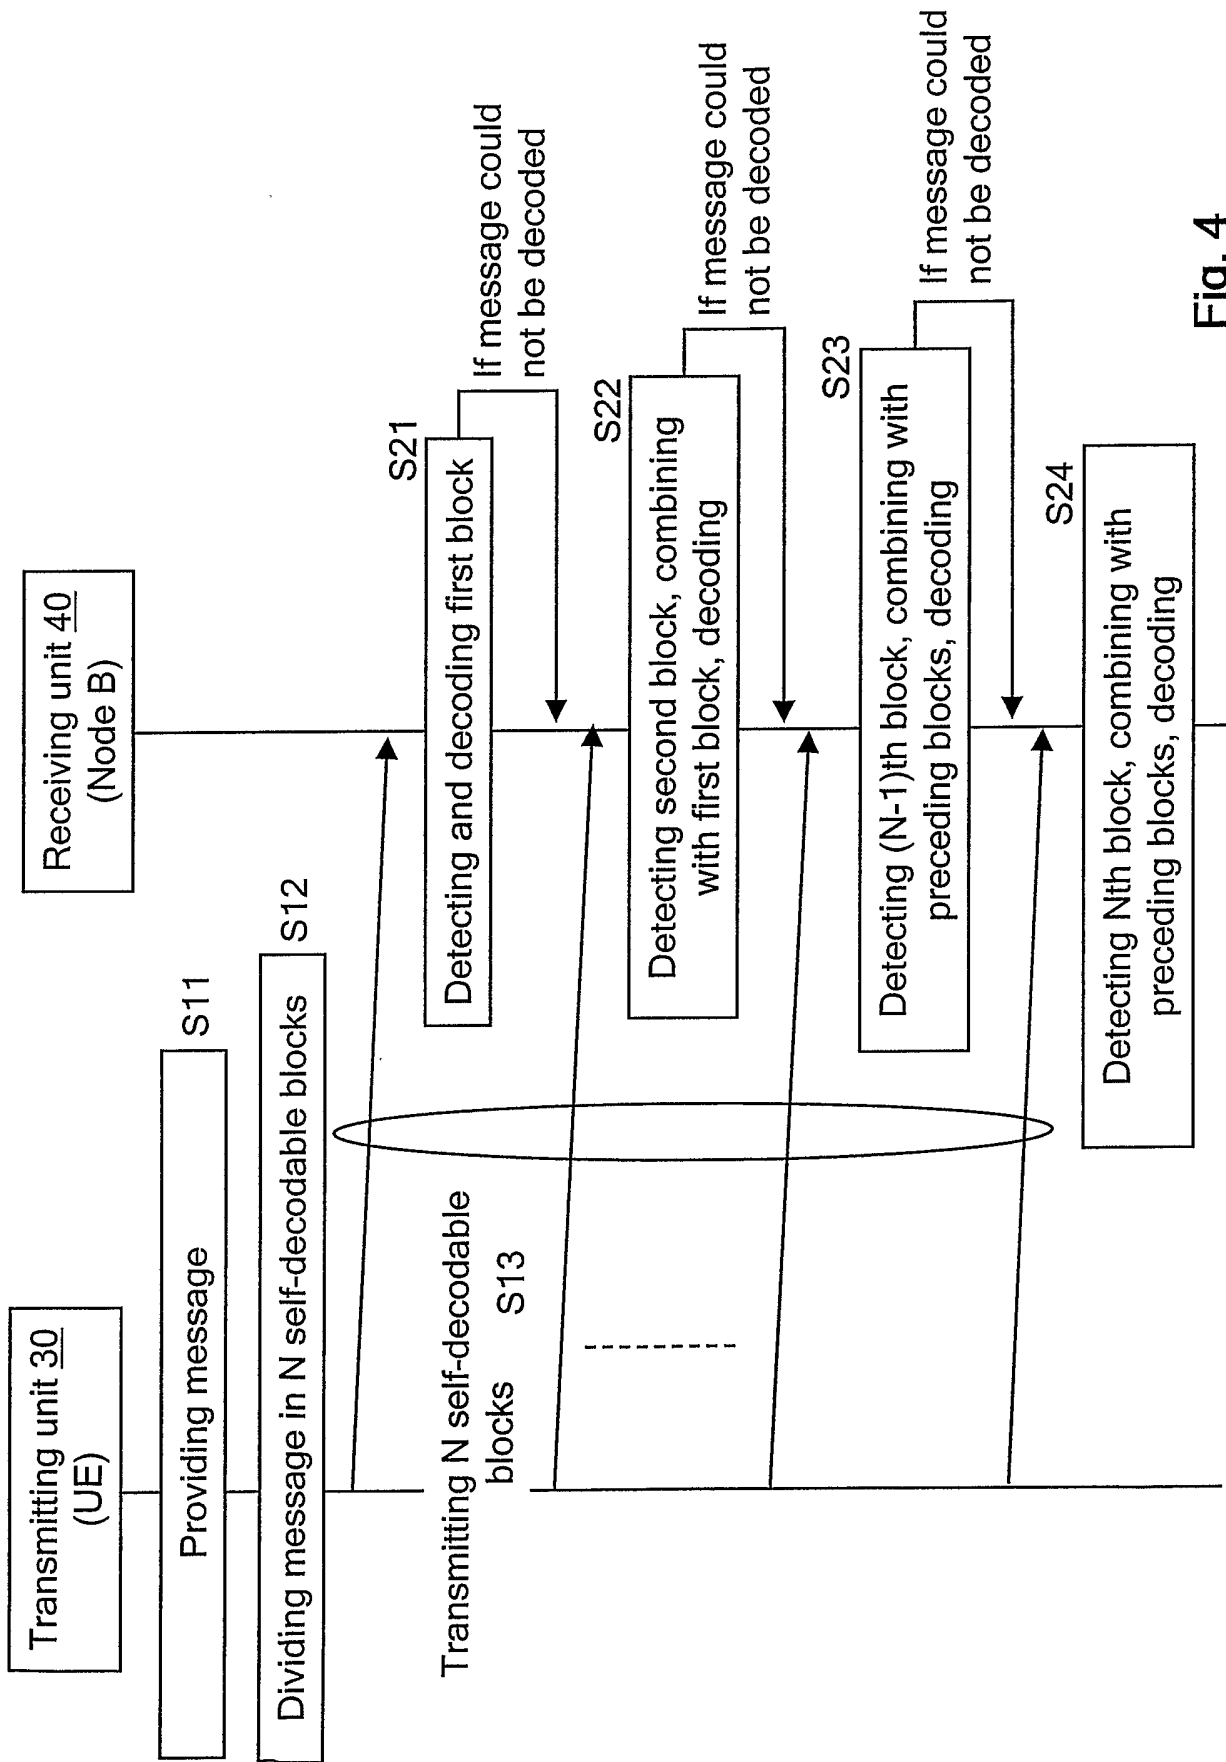 Transmitting unit 30
(UE)
Receiving unit 40
(Node B)
Providing message
S11
Dividing message in N self-decodable blocks
S12
Transmitting N self-decodable
blocks
S13
S21
Detecting and decoding first block
If message could
not be decoded
S22
Detecting second block, combining
with first block, decoding
If message could
not be decoded
S23
Detecting (N-1)th block, combining with
preceding blocks, decoding
If message could
not be decoded
S24
Detecting Nth block, combining with
preceding blocks, decoding
Fig. 4